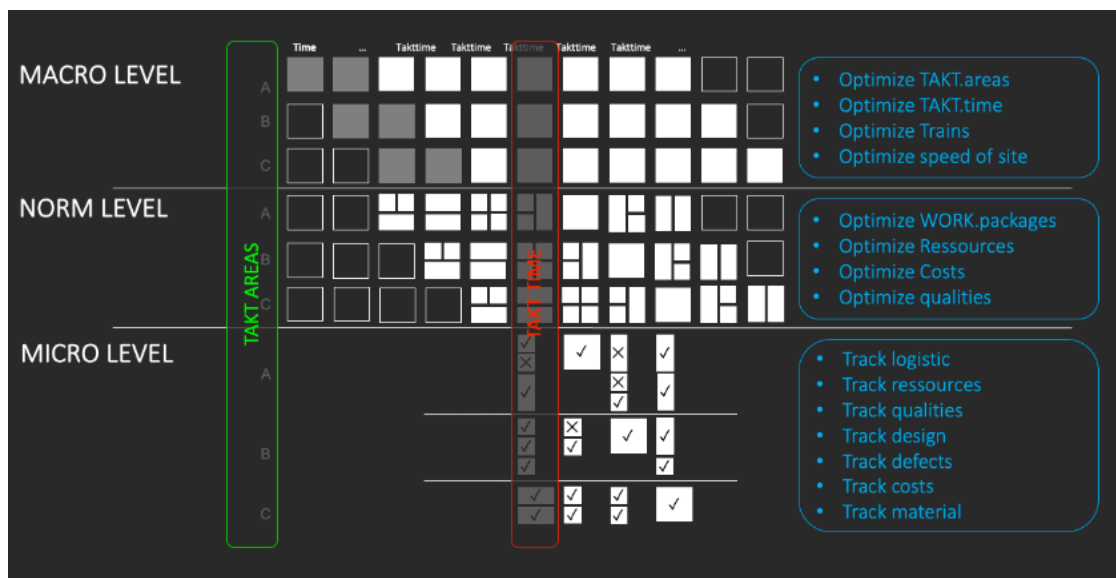 Time ... Takttime Takttime Takttime Takttime Takttime ...
MACRO LEVEL
A
B
C
• Optimize TAKT.areas
• Optimize TAKT.time
• Optimize Trains
• Optimize speed of site
NORM LEVEL
A
B
C
• Optimize WORK.packages
• Optimize Ressources
• Optimize Costs
• Optimize qualities
TAKT AREAS
TAKT TIME
MICRO LEVEL
A
B
C
• Track logistic
• Track ressources
• Track qualities
• Track design
• Track defects
• Track costs
• Track material